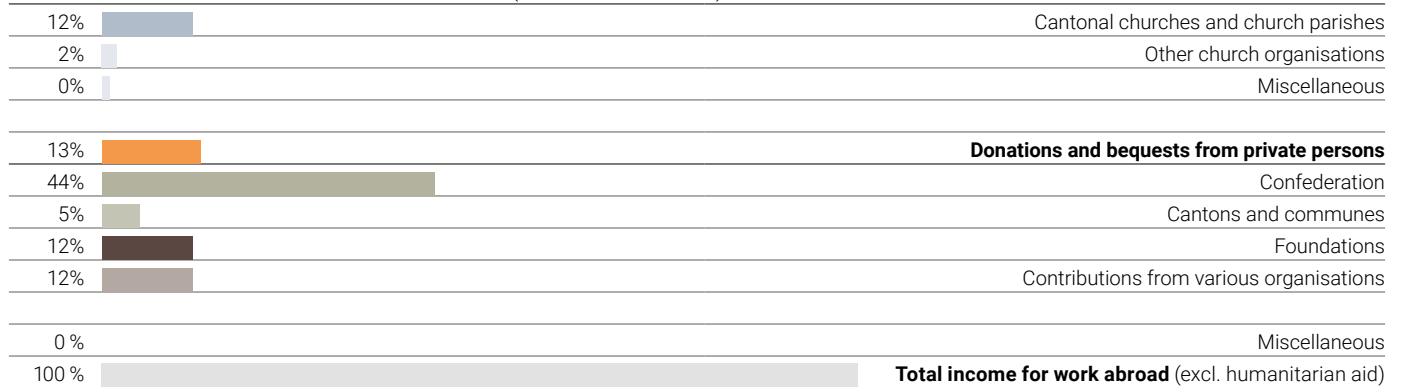 12% Cantonal churches and church parishes
2% Other church organisations
0% Miscellaneous
13% Donations and bequests from private persons
44% Confederation
5% Cantons and communes
12% Foundations
12% Contributions from various organisations
0 % Miscellaneous
100 % Total income for work abroad (excl. humanitarian aid)